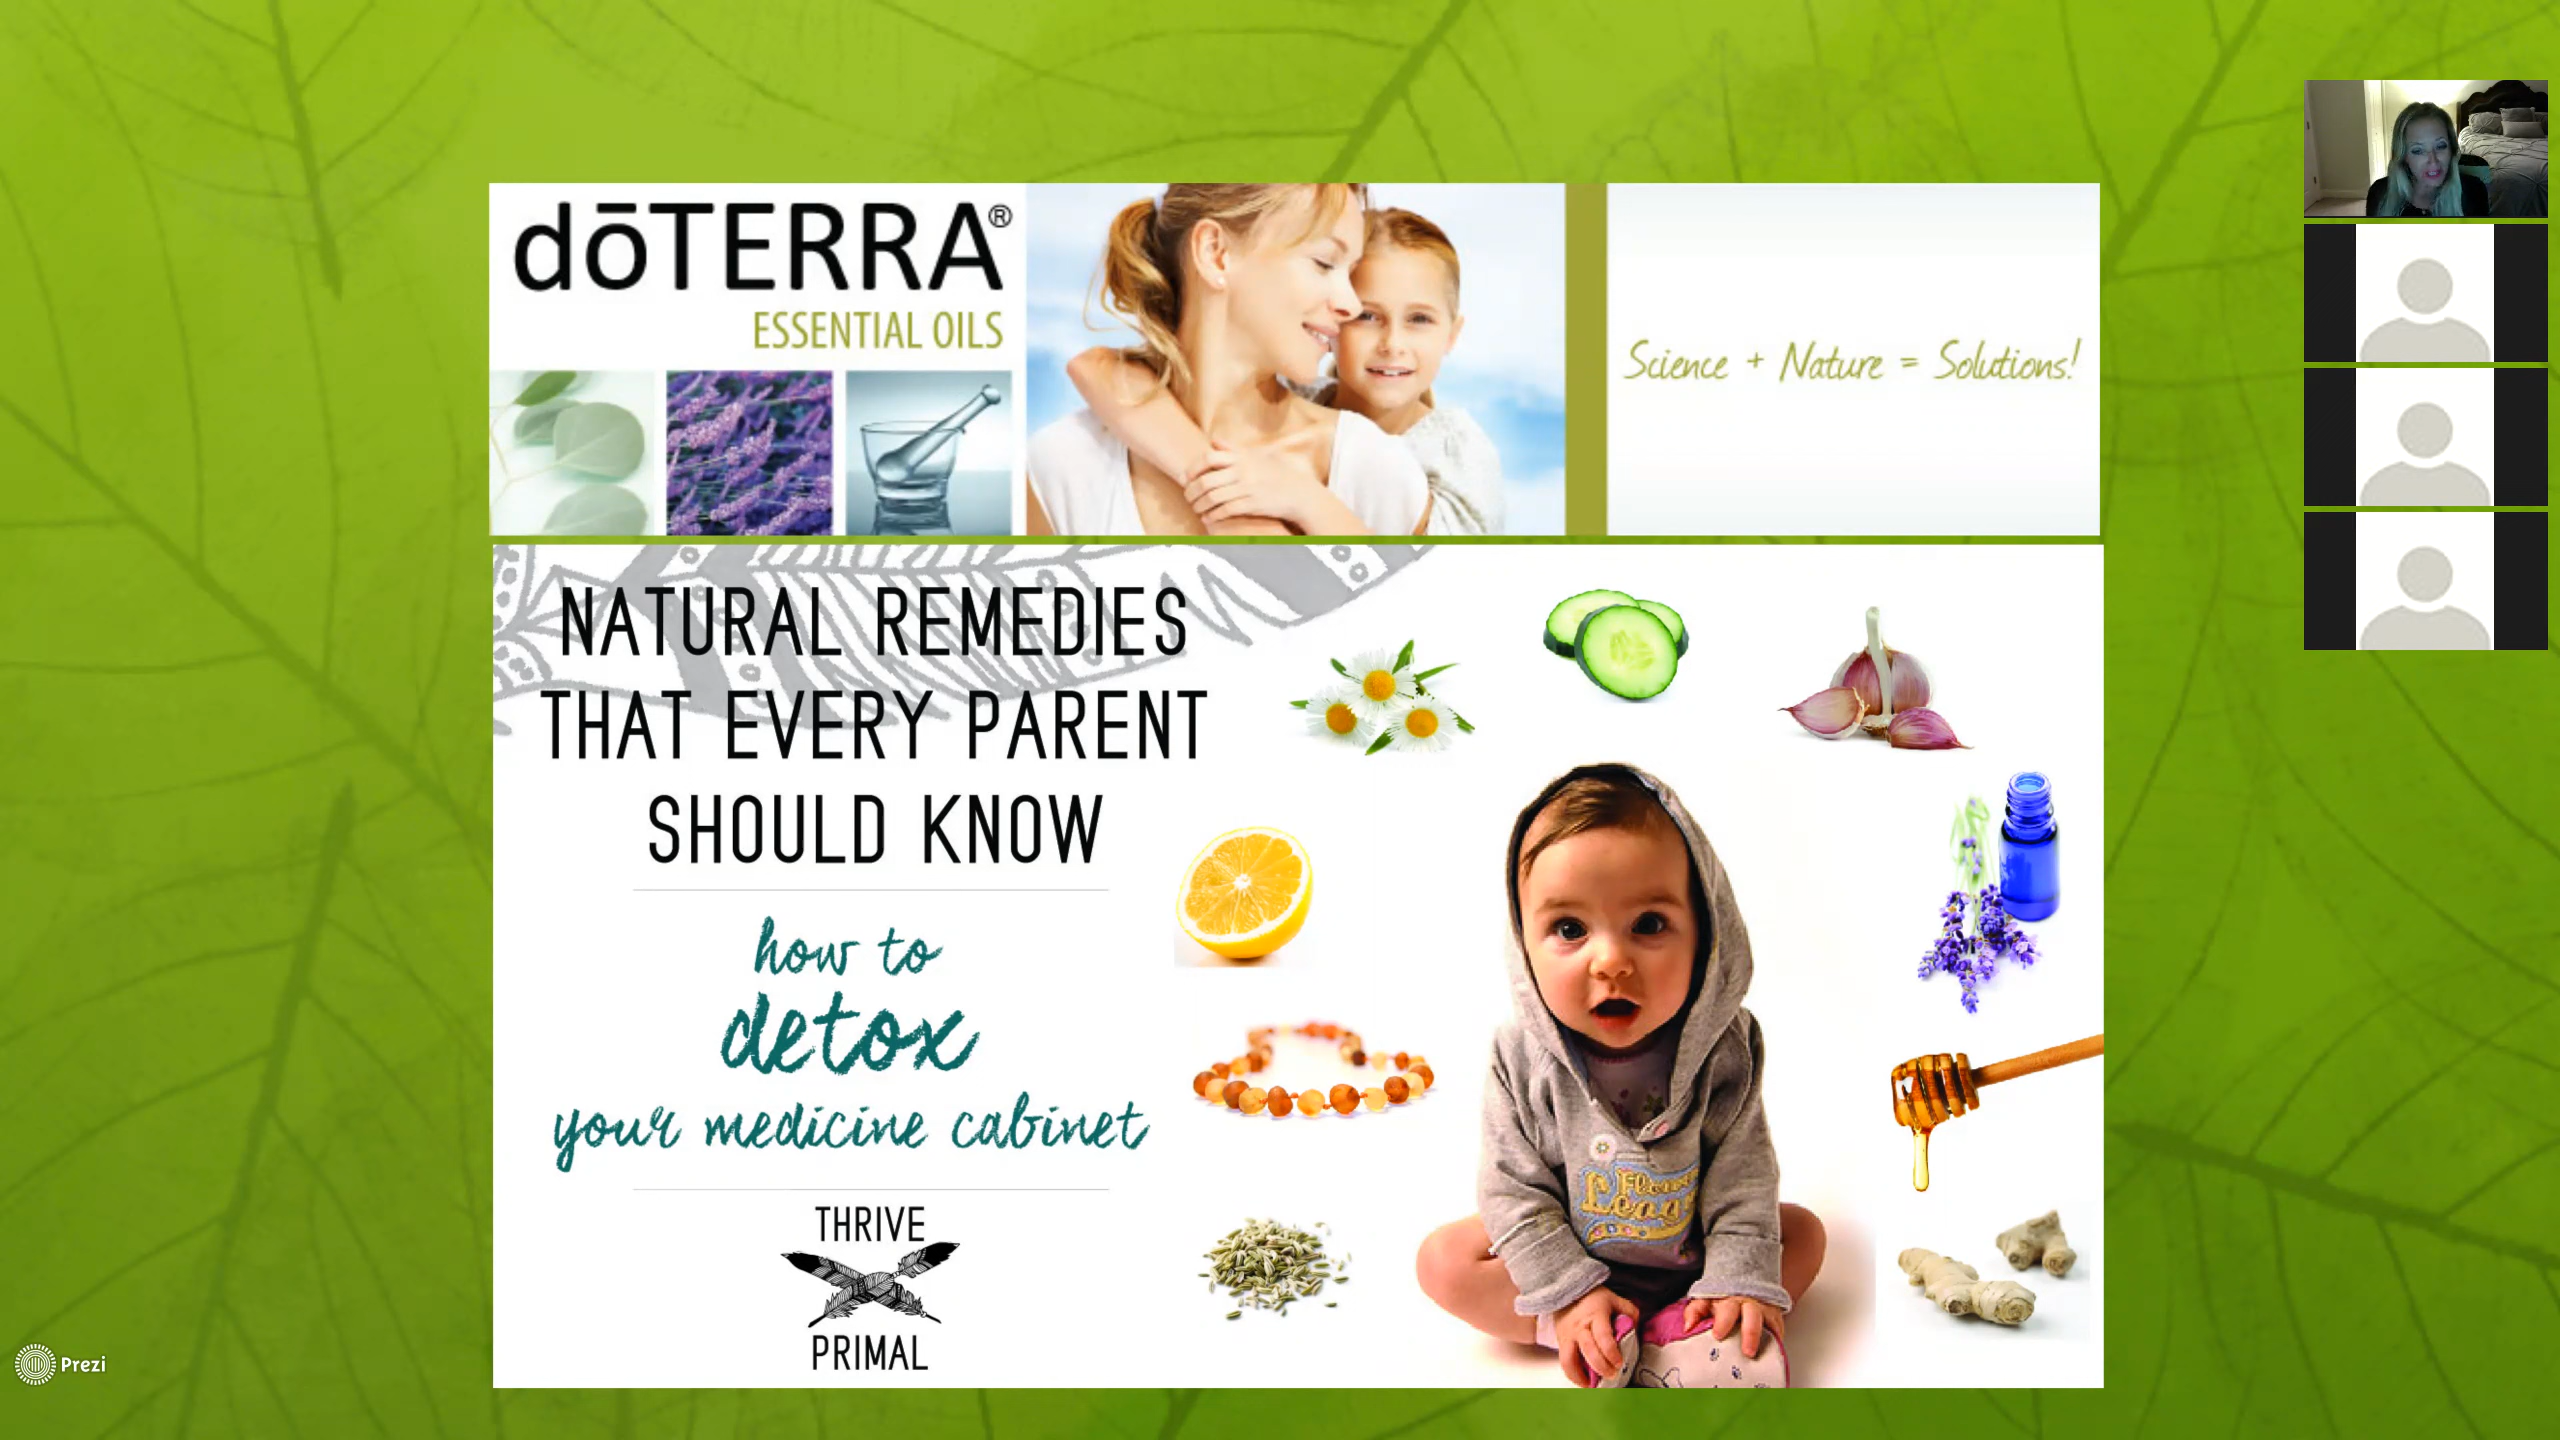 dōTERRA®
ESSENTIAL OILS
Science + Nature = Solutions!
NATURAL REMEDIES
THAT EVERY PARENT
SHOULD KNOW
how to
detox
your medicine cabinet
THRIVE
PRIMAL
Prezi